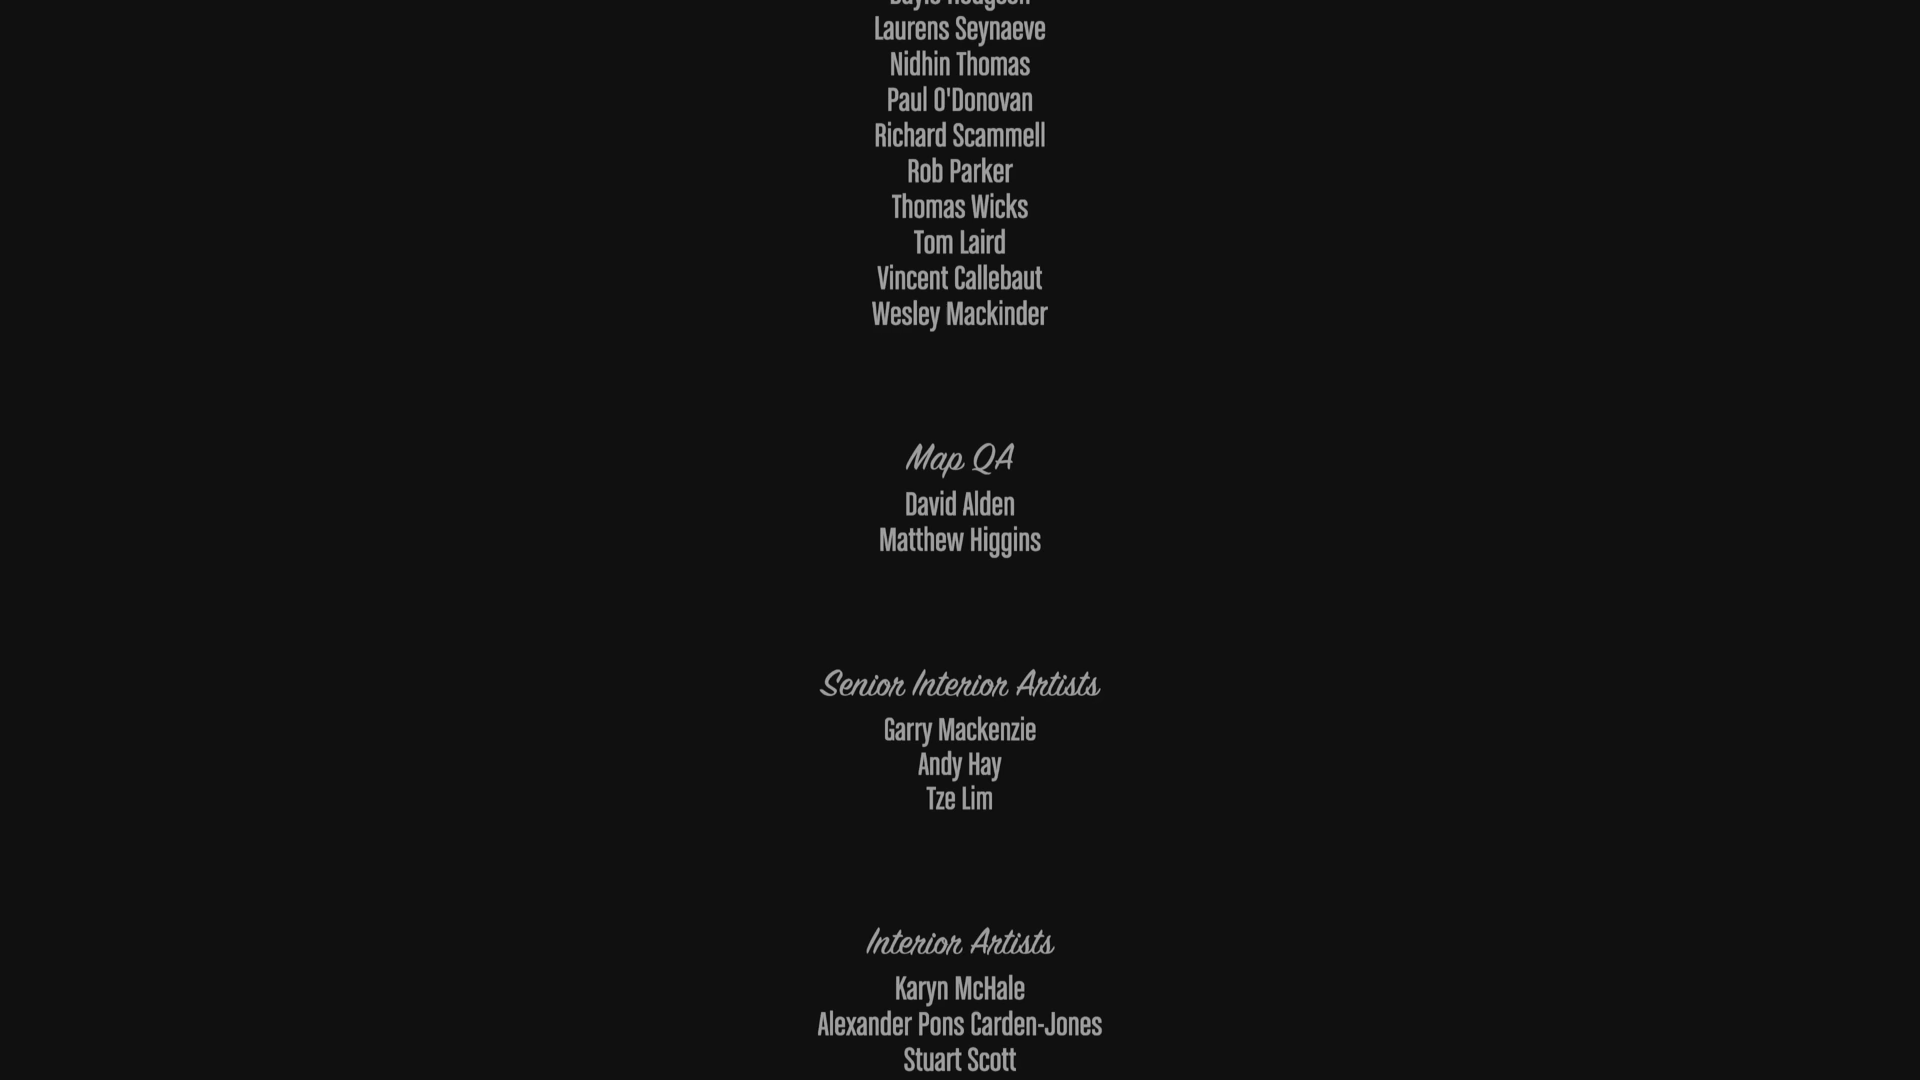 Laurens Seynaeve
Nidhin Thomas
Paul O'Donovan
Richard Scammell
Rob Parker
Thomas Wicks
Tom Laird
Vincent Callebaut
Wesley Mackinder
Map QA
David Alden
Matthew Higgins
Senior Interior Artists
Garry Mackenzie
Andy Hay
Tze Lim
Interior Artists
Karyn McHale
Alexander Pons Carden-Jones
Stuart Scott